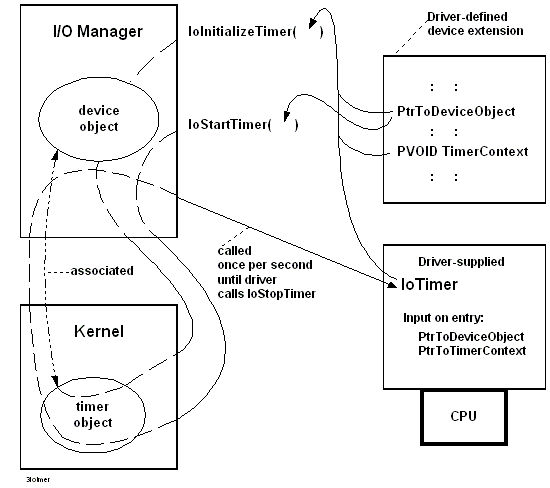 I/O Manager
IoInitializeTimer( )
Driver-defined
device extension
device
object
IoStartTimer( )
: :
PtrToDeviceObject
: :
PVOID TimerContext
: :
associated
called
once per second
until driver
calls IoStopTimer
Driver-supplied
IoTimer
Input on entry:
PtrToDeviceObject
PtrToTimerContext
Kernel
timer
object
CPU